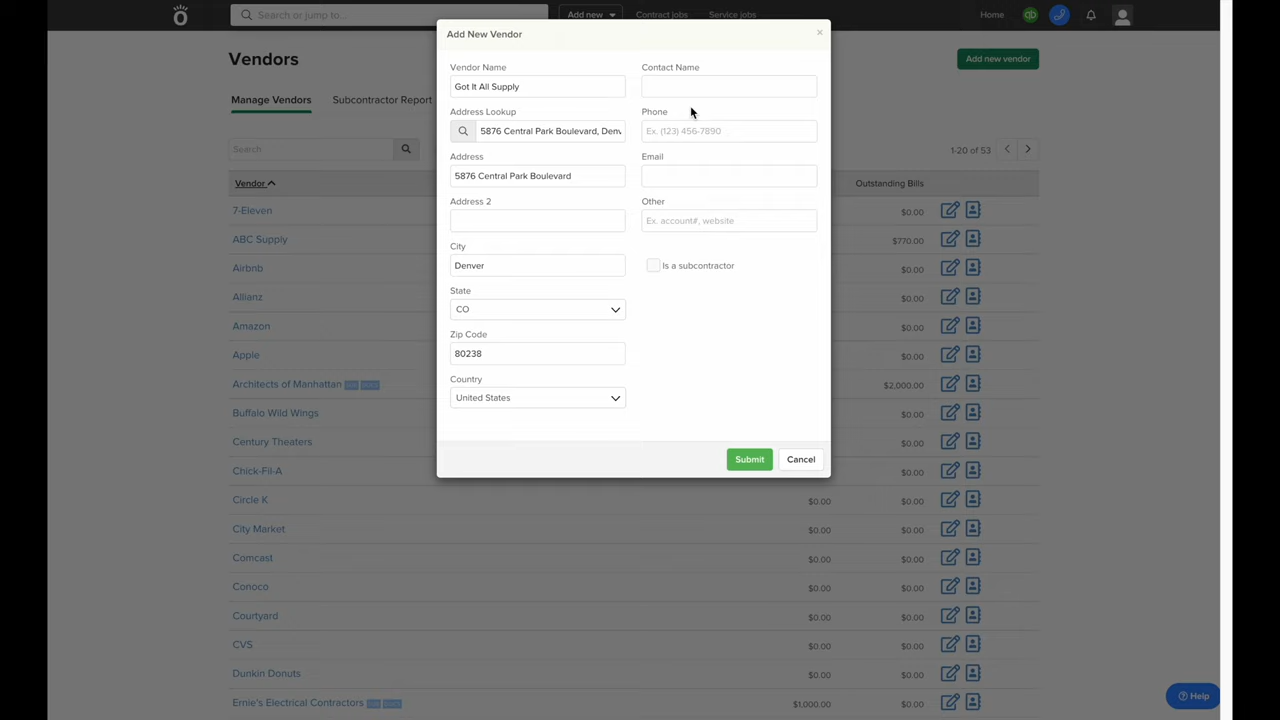 Search or jump to...
Add new
Contract jobs
Service jobs
Home
qb
Vendors
Add new vendor
Manage Vendors
Subcontractor Report
Search
1-20 of 53
Vendor
Outstanding Bills
7-Eleven
$0.00
ABC Supply
$770.00
Airbnb
$0.00
Allianz
$0.00
Amazon
$0.00
Apple
$0.00
Architects of Manhattan
$2,000.00
Buffalo Wild Wings
$0.00
Century Theaters
$0.00
Chick-Fil-A
$0.00
Circle K
$0.00 $0.00
City Market
$0.00 $0.00
Comcast
$0.00 $0.00
Conoco
$0.00 $0.00
Courtyard
$0.00 $0.00
CVS
$0.00 $0.00
Dunkin Donuts
$0.00 $0.00
Ernie's Electrical Contractors
$1,000.00 $0.00
Add New Vendor
×
Vendor Name
Got It All Supply
Address Lookup
5876 Central Park Boulevard, Denv
Address
5876 Central Park Boulevard
Address 2
City
Denver
State
CO
Zip Code
80238
Country
United States
Contact Name
Phone
Ex. (123) 456-7890
Email
Other
Ex. account#, website
Is a subcontractor
Submit
Cancel
Help